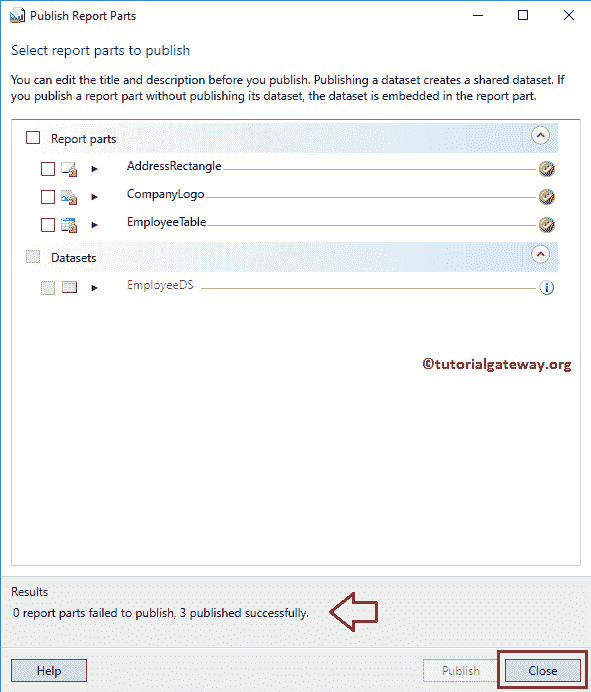 Publish Report Parts
Select report parts to publish
You can edit the title and description before you publish. Publishing a dataset creates a shared dataset. If
you publish a report part without publishing its dataset, the dataset is embedded in the report part.
Report parts
AddressRectangle
CompanyLogo
EmployeeTable
Datasets
EmployeeDS
©tutorialgateway.org
Results
0 report parts failed to publish, 3 published successfully.
Help
Publish
Close